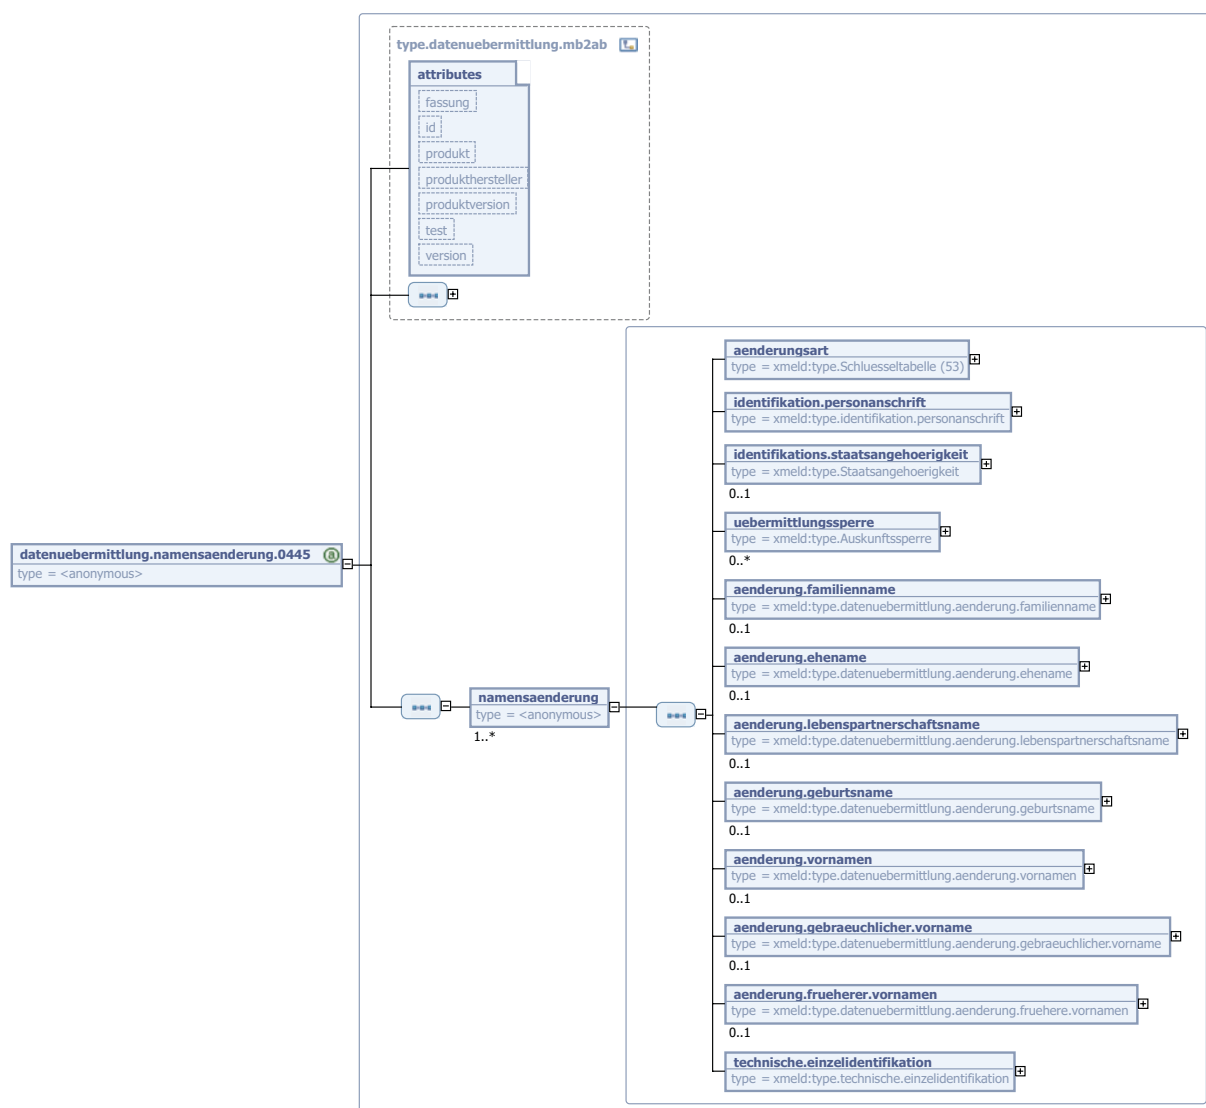 type.datenuebermittlung.mb2ab
attributes
fassung
id
produkt
produkthersteller
produktversion
test
version
datenuebermittlung.namensaenderung.0445 a
type = <anonymous>
namensaenderung
type = <anonymous>
1..*
aenderungsart
type = xmeld:type.Schluesseltabelle (53)
identifikation.personanschrift
type = xmeld:type.identifikation.personanschrift
identifikations.staatsangehoerigkeit
type = xmeld:type.Staatsangehoerigkeit
0..1
uebermittlungssperre
type = xmeld:type.Auskunftssperre
0..*
aenderung.familienname
type = xmeld:type.datenuebermittlung.aenderung.familienname
0..1
aenderung.ehename
type = xmeld:type.datenuebermittlung.aenderung.ehename
0..1
aenderung.lebenspartnerschaftsname
type = xmeld:type.datenuebermittlung.aenderung.lebenspartnerschaftsname
0..1
aenderung.geburtsname
type = xmeld:type.datenuebermittlung.aenderung.geburtsname
0..1
aenderung.vornamen
type = xmeld:type.datenuebermittlung.aenderung.vornamen
0..1
aenderung.gebraeuchlicher.vorname
type = xmeld:type.datenuebermittlung.aenderung.gebraeuchlicher.vorname
0..1
aenderung.frueherer.vornamen
type = xmeld:type.datenuebermittlung.aenderung.fruehere.vornamen
0..1
technische.einzelidentifikation
type = xmeld:type.technische.einzelidentifikation